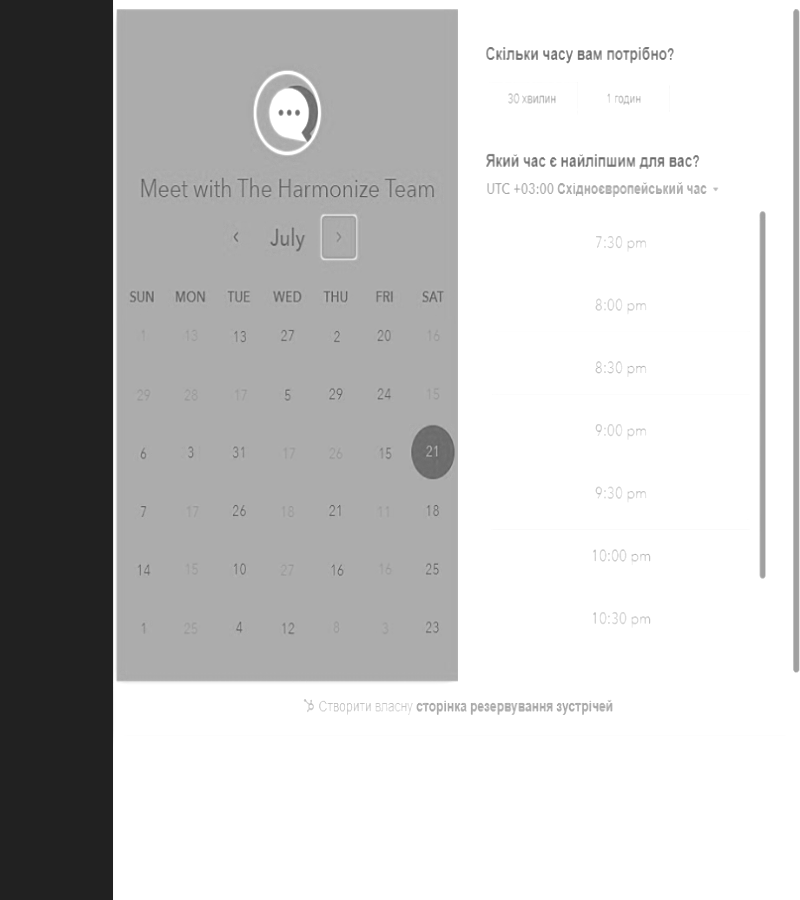 Meet with The Harmonize Team
July
SUN MON TUE WED THU FRI SAT
1 13 13 27 2 20 16
29 28 17 5 29 24 15
6 3 31 17 26 15 21
7 17 26 18 21 11 18
14 15 10 27 16 16 25
1 25 4 12 8 3 23
Скільки часу вам потрібно?
30 хвилин 1 годин
Який час є найліпшим для вас?
UTC +03:00 Східноєвропейський час
7:30 pm
8:00 pm
8:30 pm
9:00 pm
9:30 pm
10:00 pm
10:30 pm
Створити власну сторінка резервування зустрічей